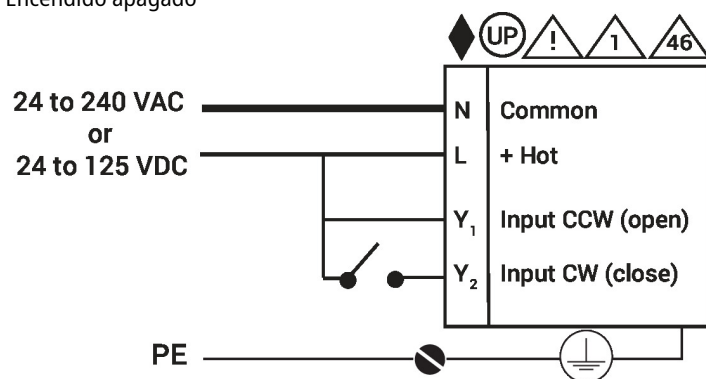 Encendido apagado
UP ! 1 46
24 to 240 VAC
or
24 to 125 VDC
N Common
L + Hot
Y₁ Input CCW (open)
Y₂ Input CW (close)
PE